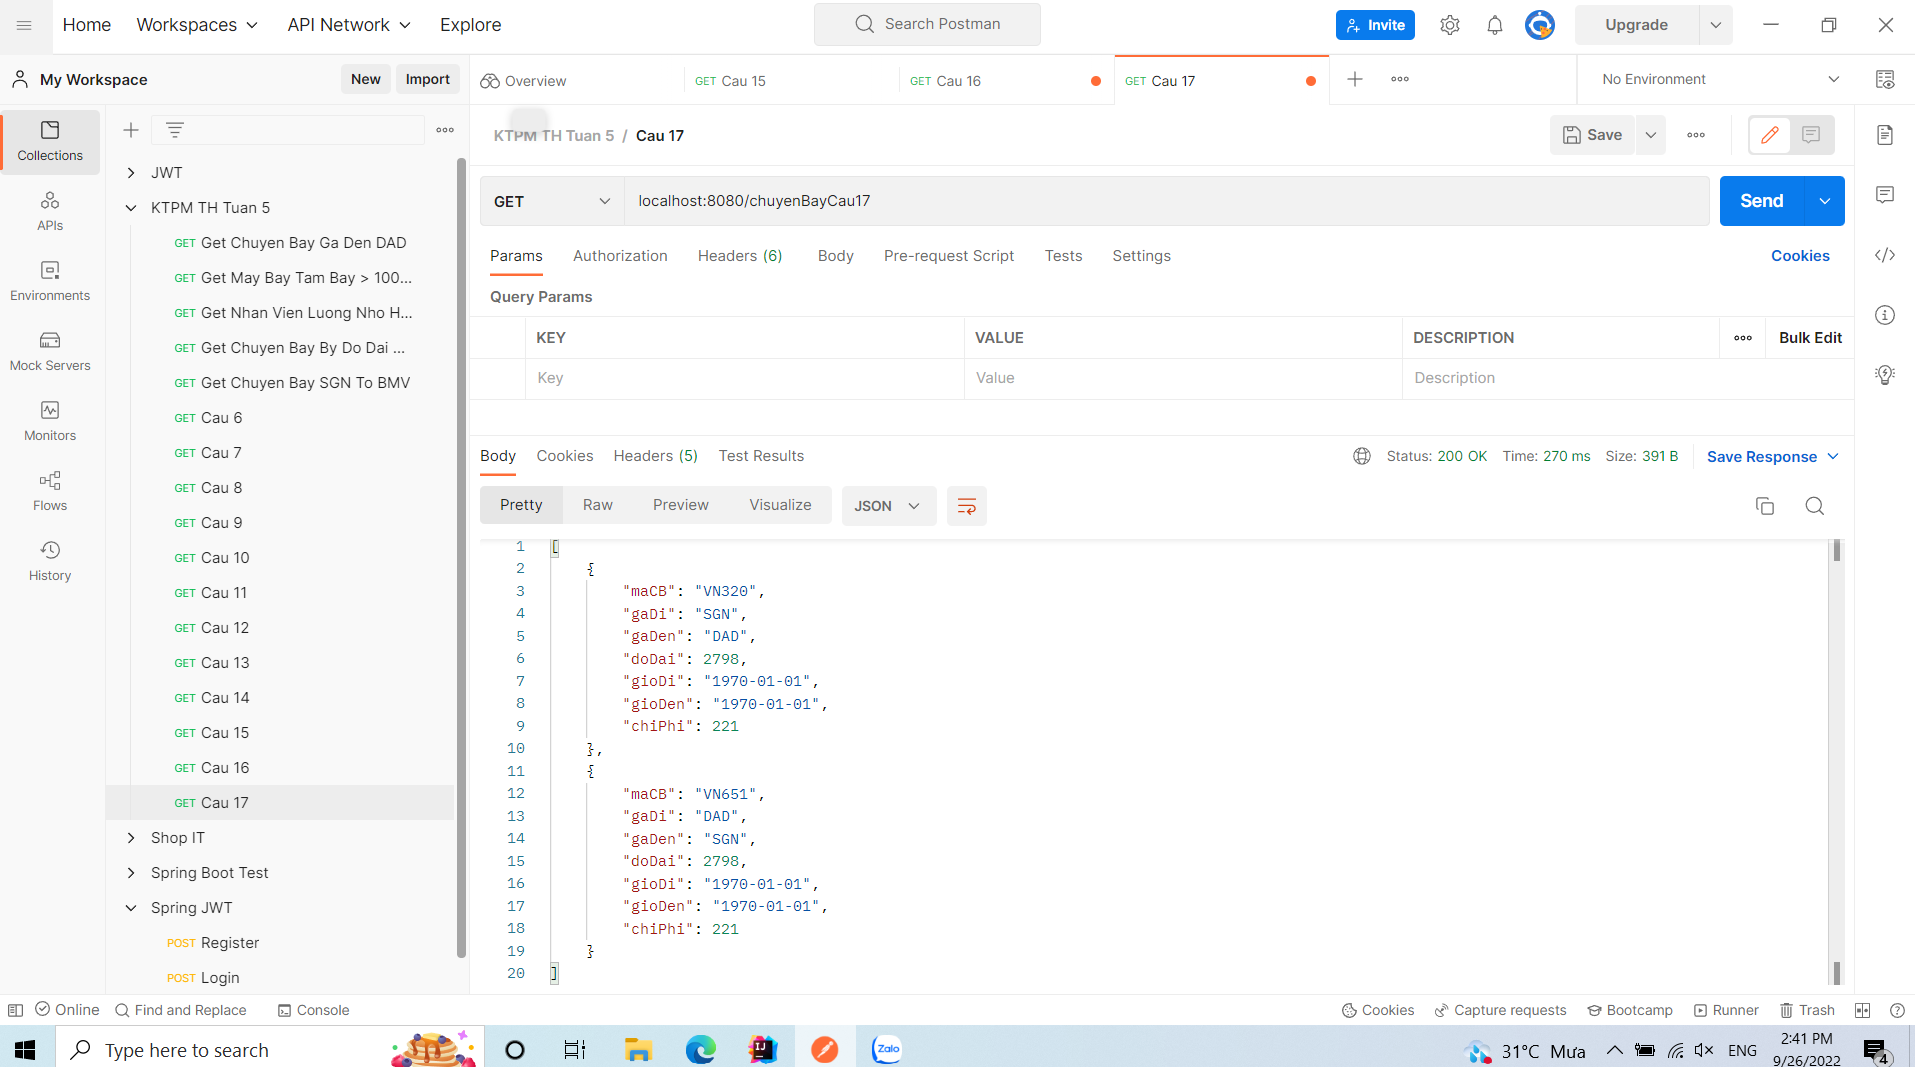 Home Workspaces API Network Explore Search Postman Invite Upgrade
My Workspace New Import Overview GET Cau 15 GET Cau 16 GET Cau 17 No Environment
Collections
APIs
Environments
Mock Servers
Monitors
Flows
History
JWT
KTPM TH Tuan 5
GET Get Chuyen Bay Ga Den DAD
GET Get May Bay Tam Bay > 100...
GET Get Nhan Vien Luong Nho H...
GET Get Chuyen Bay By Do Dai ...
GET Get Chuyen Bay SGN To BMV
GET Cau 6
GET Cau 7
GET Cau 8
GET Cau 9
GET Cau 10
GET Cau 11
GET Cau 12
GET Cau 13
GET Cau 14
GET Cau 15
GET Cau 16
GET Cau 17
Shop IT
Spring Boot Test
Spring JWT
POST Register
POST Login
KTPM TH Tuan 5 / Cau 17 Save
GET localhost:8080/chuyenBayCau17 Send
Params Authorization Headers (6) Body Pre-request Script Tests Settings Cookies
Query Params
KEY VALUE DESCRIPTION Bulk Edit
Key Value Description
Body Cookies Headers (5) Test Results Status: 200 OK Time: 270 ms Size: 391 B Save Response
Pretty Raw Preview Visualize JSON
1 [
2 {
3 "maCB": "VN320",
4 "gaDi": "SGN",
5 "gaDen": "DAD",
6 "doDai": 2798,
7 "gioDi": "1970-01-01",
8 "gioDen": "1970-01-01",
9 "chiPhi": 221
10 },
11 {
12 "maCB": "VN651",
13 "gaDi": "DAD",
14 "gaDen": "SGN",
15 "doDai": 2798,
16 "gioDi": "1970-01-01",
17 "gioDen": "1970-01-01",
18 "chiPhi": 221
19 }
20 ]
Online Find and Replace Console Cookies Capture requests Bootcamp Runner Trash
Type here to search IJ Zalo 31°C Mưa ENG 2:41 PM
9/26/2022 4